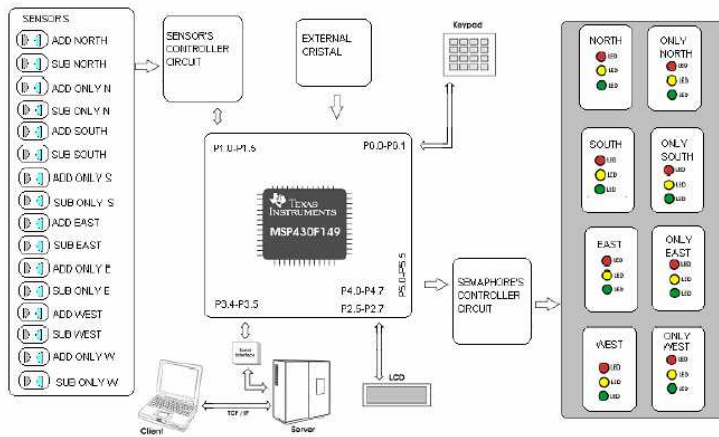 SENSORS
ADD NORTH
SUB NORTH
ADD ONLY N
SUB ONLY N
ADD SOUTH
SUB SOUTH
ADD ONLY S
SUB ONLY S
ADD EAST
SUB EAST
ADD ONLY E
SUB ONLY E
ADD WEST
SUB WEST
ADD ONLY W
SUB ONLY W
SENSOR'S
CONTROLLER
CIRCUIT
EXTERNAL
CRISTAL
Keypad
P1.0-P1.5
P6.0-P6.1
TEXAS
INSTRUMENTS
MSP430F149
P5.0-P5.5
P3.4-P3.5
P4.0-P4.7
P2.5-P2.7
SEMAPHORE'S
CONTROLLER
CIRCUIT
Serial
Interface
LCD
TCP / IP
Client
Server
NORTH
LED
LED
LED
ONLY
NORTH
LED
LED
LED
SOUTH
LED
LED
LED
ONLY
SOUTH
LED
LED
LED
EAST
LED
LED
LED
ONLY
EAST
LED
LED
LED
WEST
LED
LED
LED
ONLY
WEST
LED
LED
LED